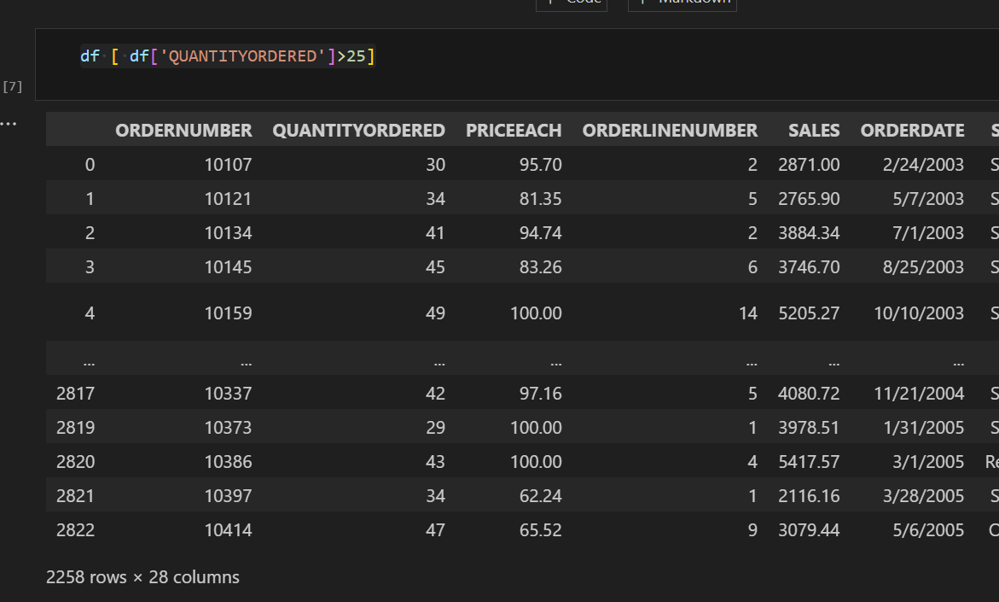 Code Markdown
df [ df['QUANTITYORDERED']>25]
[7]
...
ORDERNUMBER QUANTITYORDERED PRICEEACH ORDERLINENUMBER SALES ORDERDATE S
0 10107 30 95.70 2 2871.00 2/24/2003 S
1 10121 34 81.35 5 2765.90 5/7/2003 S
2 10134 41 94.74 2 3884.34 7/1/2003 S
3 10145 45 83.26 6 3746.70 8/25/2003 S
4 10159 49 100.00 14 5205.27 10/10/2003 S
... ... ... ... ... ... ...
2817 10337 42 97.16 5 4080.72 11/21/2004 S
2819 10373 29 100.00 1 3978.51 1/31/2005 S
2820 10386 43 100.00 4 5417.57 3/1/2005 Re
2821 10397 34 62.24 1 2116.16 3/28/2005 S
2822 10414 47 65.52 9 3079.44 5/6/2005
2258 rows × 28 columns